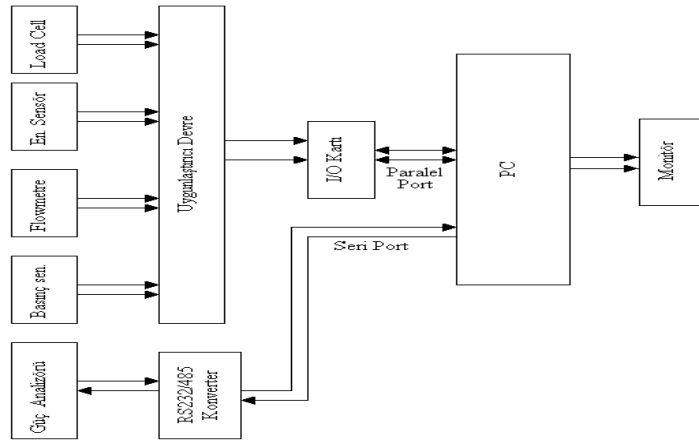 Load Cell
En. Sensör
Flowmetre
Basınç sen.
Güç Analizörü
Uygunlaştırıcı Devre
RS232/485
Konverter
I/O Kartı
Paralel
Port
Seri Port
PC
Monitör